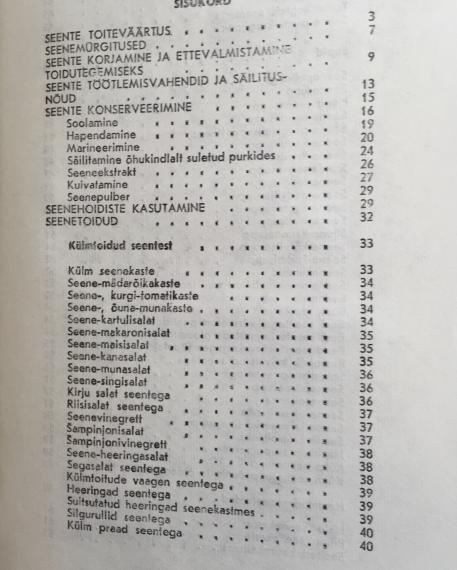 SISUKORD
SEENTE TOITEVÄÄRTUS . . . . . . . . 3
SEENEMÜRGITUSED . . . . . . . . 7
SEENTE KORJAMINE JA ETTEVALMISTAMINE
TOIDUTEGEMISEKS . . . . . . . . 9
SEENTE TÖÖTLEMISVAHENDID JA SÄILITUS-
NÕUD . . . . . . . . 13
SEENTE KONSERVEERIMINE . . . . . . . . 15
Soolamine . . . . . . . . 16
Hapendamine . . . . . . . . 19
Marineerimine . . . . . . . . 20
Säilitamine õhukindlalt suletud purkides . . . . 24
Seeneekstrakt . . . . . . . . 26
Kuivatamine . . . . . . . . 27
Seenepulber . . . . . . . . 29
SEENEHOIDISTE KASUTAMINE . . . . . . 29
SEENETOIDUD . . . . . . . . 32
Külmtoidud seentest . . . . . . . . 33
Külm seenekaste . . . . . . . . 33
Seene-mädarõikakaste . . . . . . . . 34
Seene-, kurgi-tomatikaste . . . . . . 34
Seene-, õuna-munakaste . . . . . . . 34
Seene-kartulisalat . . . . . . . . 34
Seene-makaronisalat . . . . . . . . 35
Seene-maisisalat . . . . . . . . 35
Seene-kanasalat . . . . . . . . 35
Seene-munasalat . . . . . . . . 36
Seene-singisalat . . . . . . . . 36
Kirju salat seentega . . . . . . . . 36
Riisisalat seentega . . . . . . . . 37
Seenevinegrett . . . . . . . . 37
Šampinjonisalat . . . . . . . . 37
Šampinjonivinegrett . . . . . . . . 38
Seene-heeringasalat . . . . . . . . 38
Segasalat seentega . . . . . . . . 38
Külmtoitude vaagen seentega . . . . . . 39
Heeringad seentega . . . . . . . . 39
Suitsutatud heeringad seenekastmes . . . . 39
Silgurullid seentega . . . . . . . . 40
Külm praad seentega . . . . . . . . 40